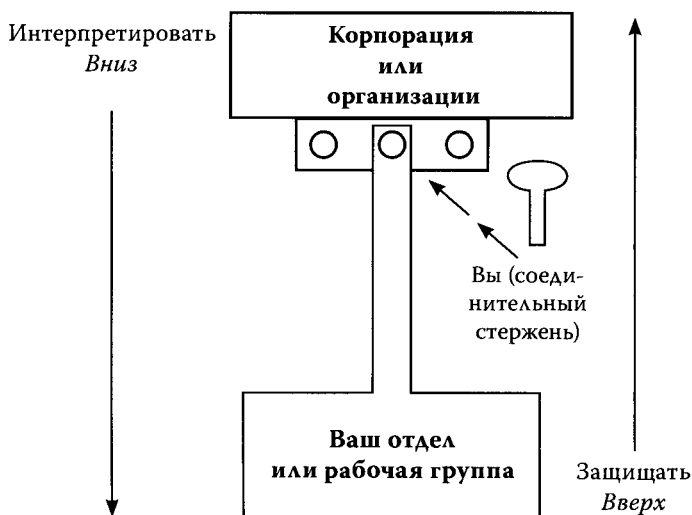 Интерпретировать
Вниз
Корпорация
или
организации
Вы (соеди-
нительный
стержень)
Ваш отдел
или рабочая группа
Защищать
Вверх